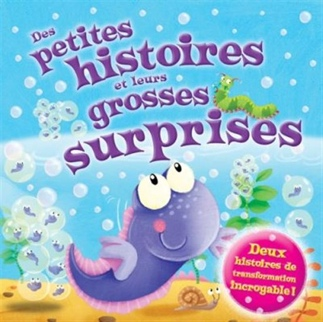 Des
petites
histoires
et leurs
grosses
surprises
Deux
histoires de
transformation
incroyable !